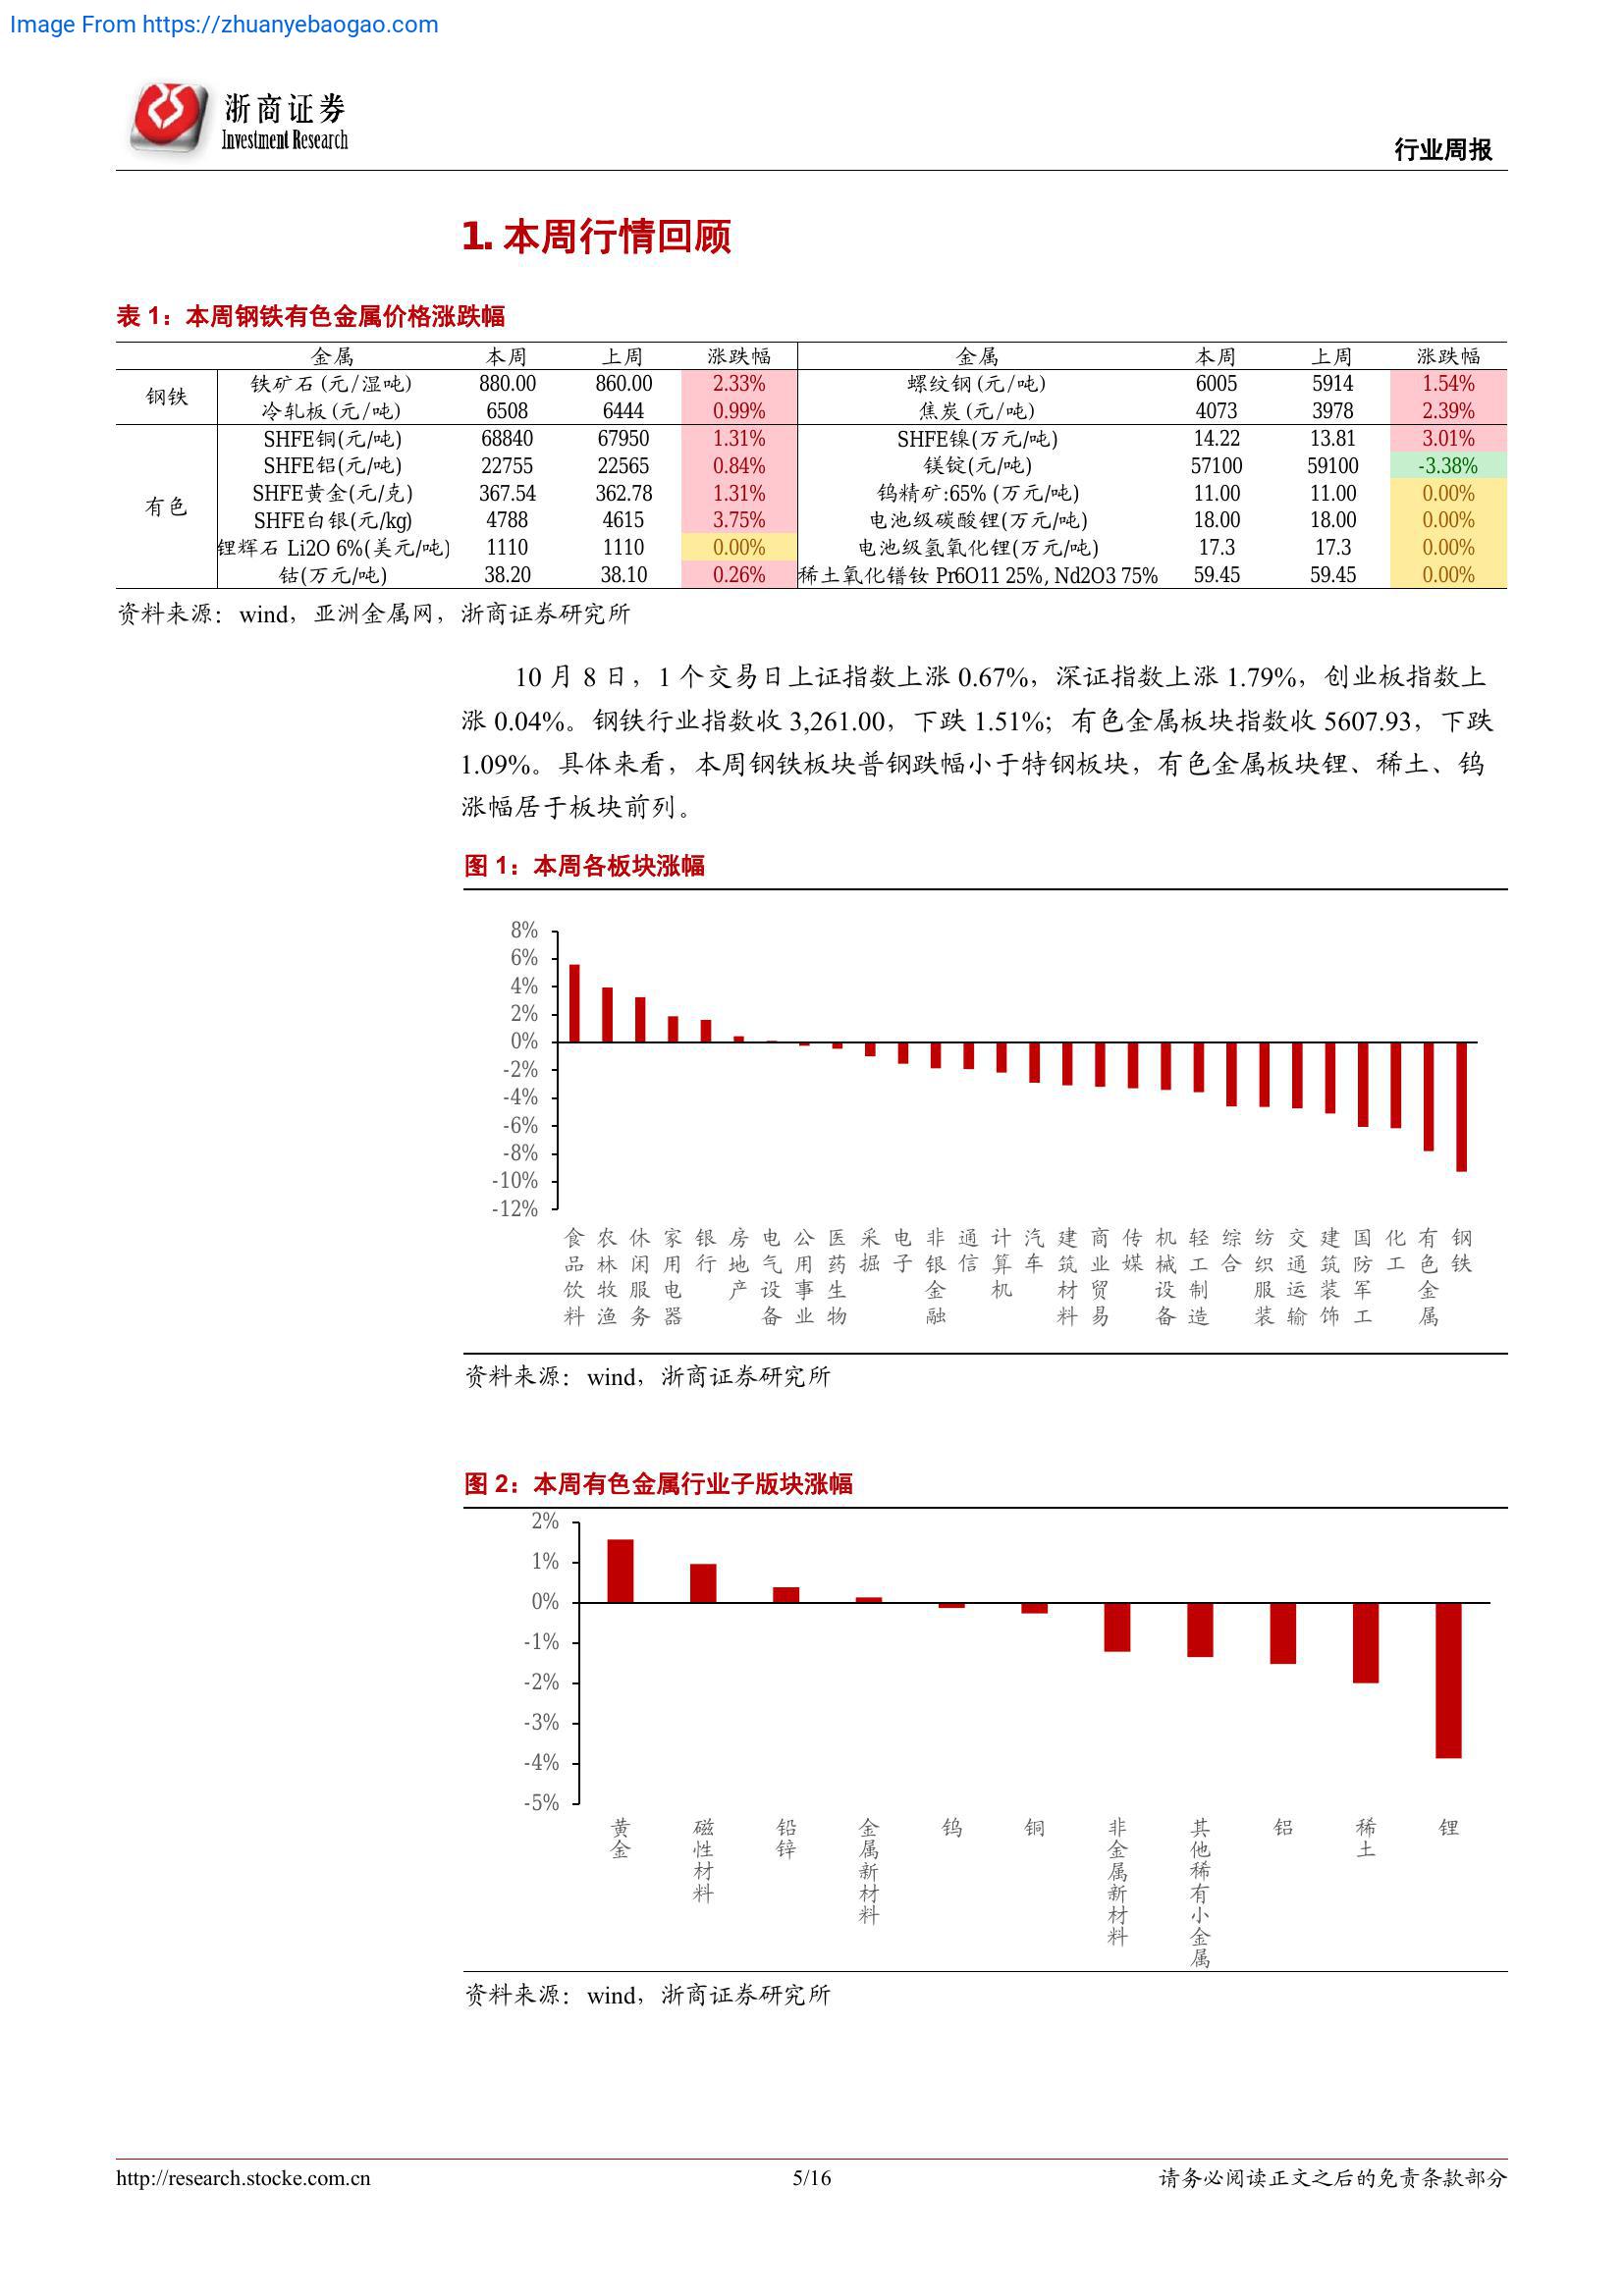 Image From https://zhuanyebaogao.com
浙商证券
Investment Research
行业周报
1. 本周行情回顾
表 1：本周钢铁有色金属价格涨跌幅
金属 本周 上周 涨跌幅 金属 本周 上周 涨跌幅
钢铁 铁矿石(元/湿吨) 880.00 860.00 2.33% 螺纹钢(元/吨) 6005 5914 1.54%
冷轧板(元/吨) 6508 6444 0.99% 焦炭(元/吨) 4073 3978 2.39%
有色 SHFE铜(元/吨) 68840 67950 1.31% SHFE镍(万元/吨) 14.22 13.81 3.01%
SHFE铝(元/吨) 22755 22565 0.84% 镁锭(元/吨) 57100 59100 -3.38%
SHFE黄金(元/克) 367.54 362.78 1.31% 钨精矿:65% (万元/吨) 11.00 11.00 0.00%
SHFE白银(元/kg) 4788 4615 3.75% 电池级碳酸锂(万元/吨) 18.00 18.00 0.00%
锂辉石 Li2O 6%(美元/吨) 1110 1110 0.00% 电池级氢氧化锂(万元/吨) 17.3 17.3 0.00%
钴(万元/吨) 38.20 38.10 0.26% 稀土氧化镨钕 Pr6O11 25%, Nd2O3 75% 59.45 59.45 0.00%
资料来源：wind，亚洲金属网，浙商证券研究所
10 月 8 日，1 个交易日上证指数上涨 0.67%，深证指数上涨 1.79%，创业板指数上
涨 0.04%。钢铁行业指数收 3,261.00，下跌 1.51%；有色金属板块指数收 5607.93，下跌
1.09%。具体来看，本周钢铁板块普钢跌幅小于特钢板块，有色金属板块锂、稀土、钨
涨幅居于板块前列。
图 1：本周各板块涨幅
8%
6%
4%
2%
0%
-2%
-4%
-6%
-8%
-10%
-12%
食品饮料 农林牧渔 休闲服务 家用电器 银行 房地产 电气设备 公用事业 医药生物 采掘 电子 非银金融 通信 计算机 汽车 建筑材料 商业贸易 传媒 机械设备 轻工制造 综合 纺织服装 交通运输 建筑装饰 国防军工 化工 有色金属 钢铁
资料来源：wind，浙商证券研究所
图 2：本周有色金属行业子版块涨幅
2%
1%
0%
-1%
-2%
-3%
-4%
-5%
黄金 磁性材料 铅锌 金属新材料 钨 铜 非金属新材料 其他稀有小金属 铝 稀土 锂
资料来源：wind，浙商证券研究所
http://research.stocke.com.cn 5/16 请务必阅读正文之后的免责条款部分